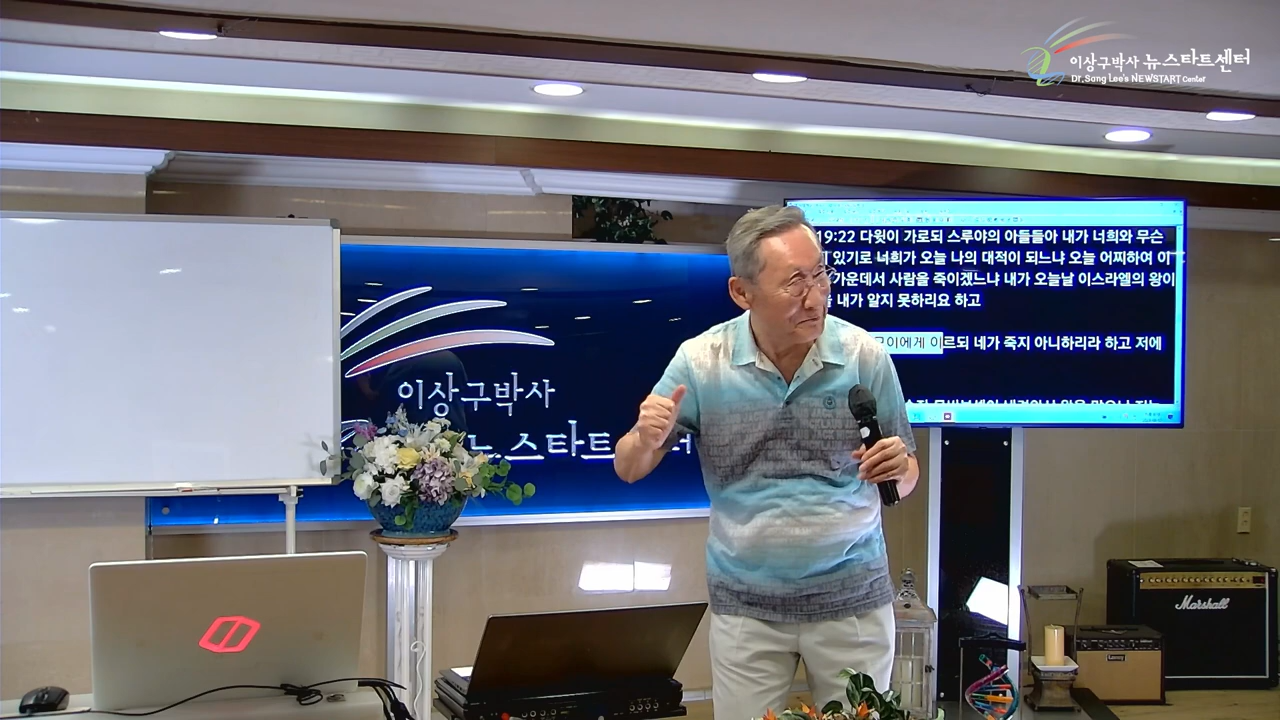 이상구박사 뉴스타트센터
Dr. Sang Lee's NEWSTART Center
19:22 다윗이 가로되 스루야의 아들들아 내가 너희와 무슨
있기로 너희가 오늘 나의 대적이 되느냐 오늘 어찌하여 이
가운데서 사람을 죽이겠느냐 내가 오늘날 이스라엘의 왕이
내가 알지 못하리요 하고
이르되 네가 죽지 아니하리라 하고 저에
이상구박사
뉴스타트
Marshall
Laney